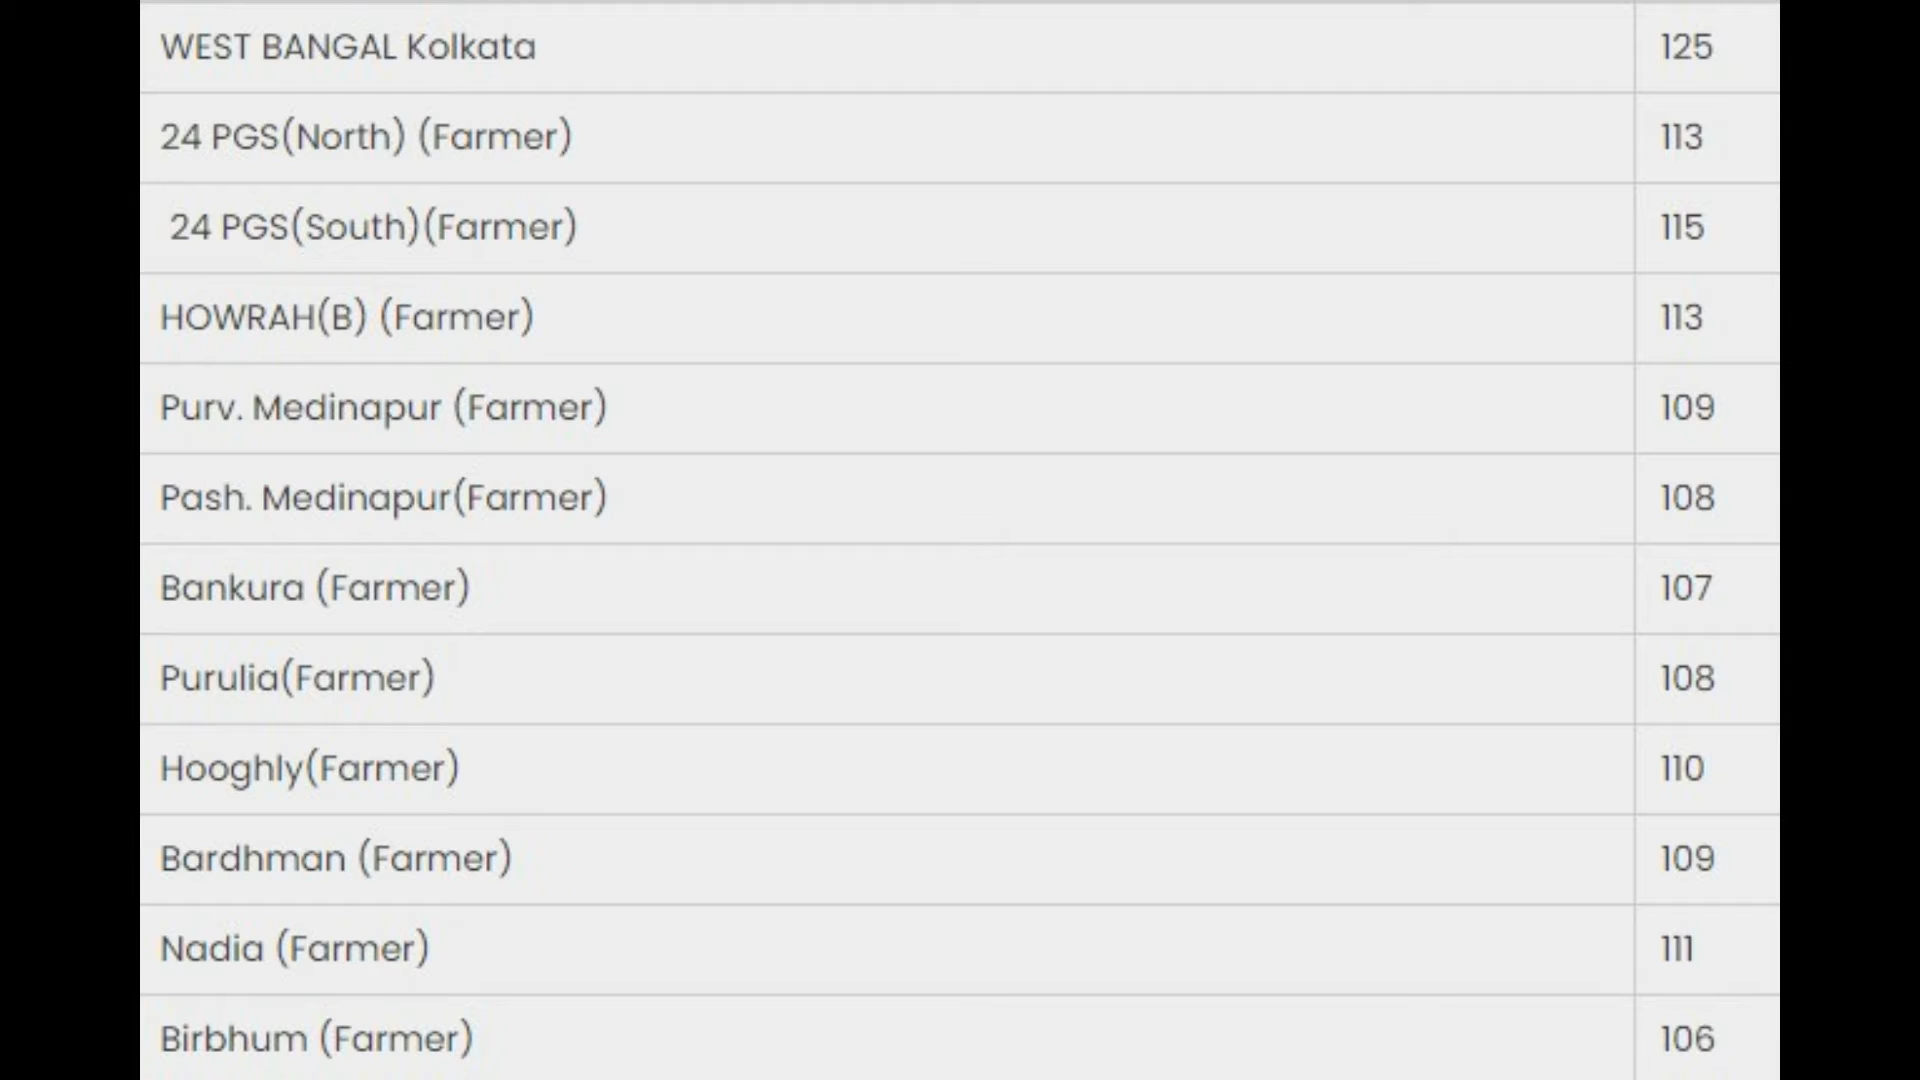 WEST BANGAL Kolkata 125
24 PGS(North) (Farmer) 113
24 PGS(South)(Farmer) 115
HOWRAH(B) (Farmer) 113
Purv. Medinapur (Farmer) 109
Pash. Medinapur(Farmer) 108
Bankura (Farmer) 107
Purulia(Farmer) 108
Hooghly(Farmer) 110
Bardhman (Farmer) 109
Nadia (Farmer) 111
Birbhum (Farmer) 106